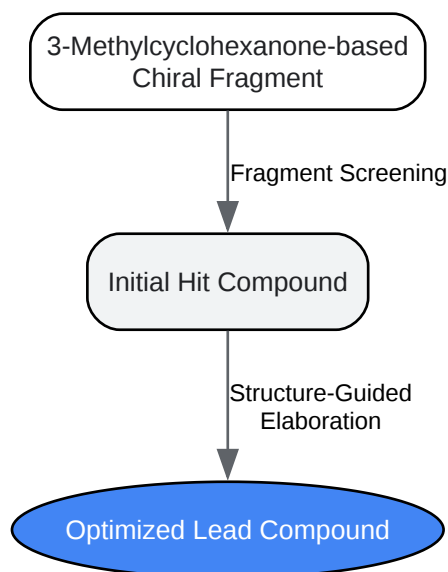 3-Methylcyclohexanone-based
Chiral Fragment
Fragment Screening
Initial Hit Compound
Structure-Guided
Elaboration
Optimized Lead Compound